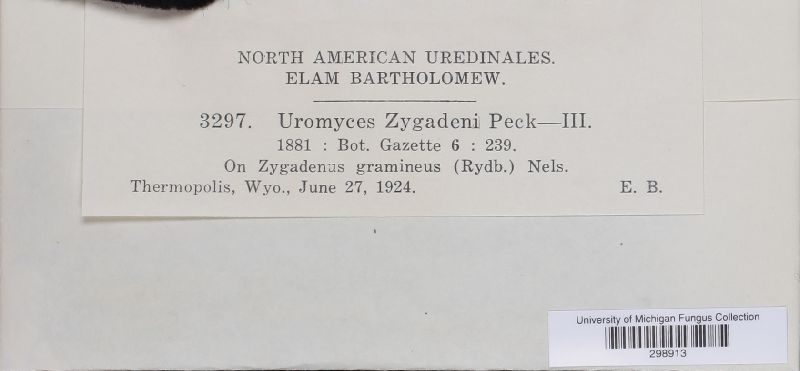 NORTH AMERICAN UREDINALES.
ELAM BARTHOLOMEW.
3297. Uromyces Zygadeni Peck—III.
1881 : Bot. Gazette 6 : 239.
On Zygadenus gramineus (Rydb.) Nels.
Thermopolis, Wyo., June 27, 1924. E. B.
University of Michigan Fungus Collection
298913